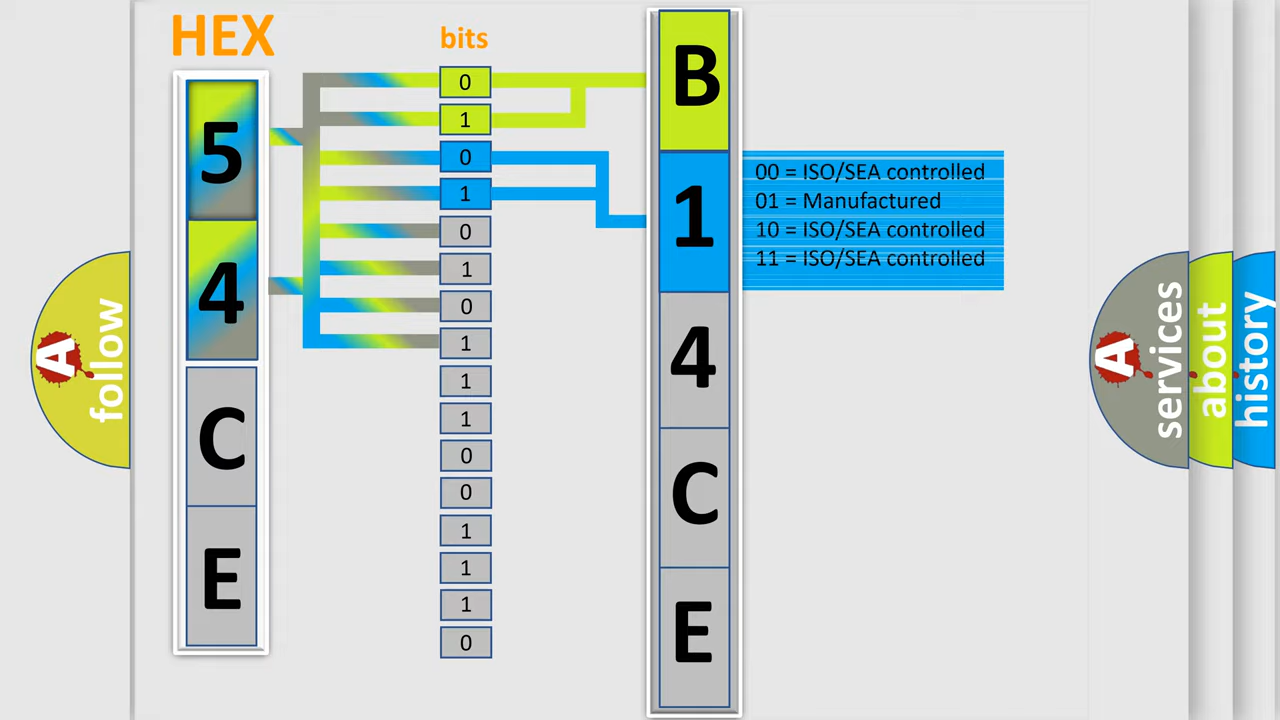 HEX
bits
5
4
C
E
0
1
0
1
0
1
0
1
1
1
0
0
1
1
1
0
B
1
4
C
E
00 = ISO/SEA controlled
01 = Manufactured
10 = ISO/SEA controlled
11 = ISO/SEA controlled
A
follow
A
services
about
history